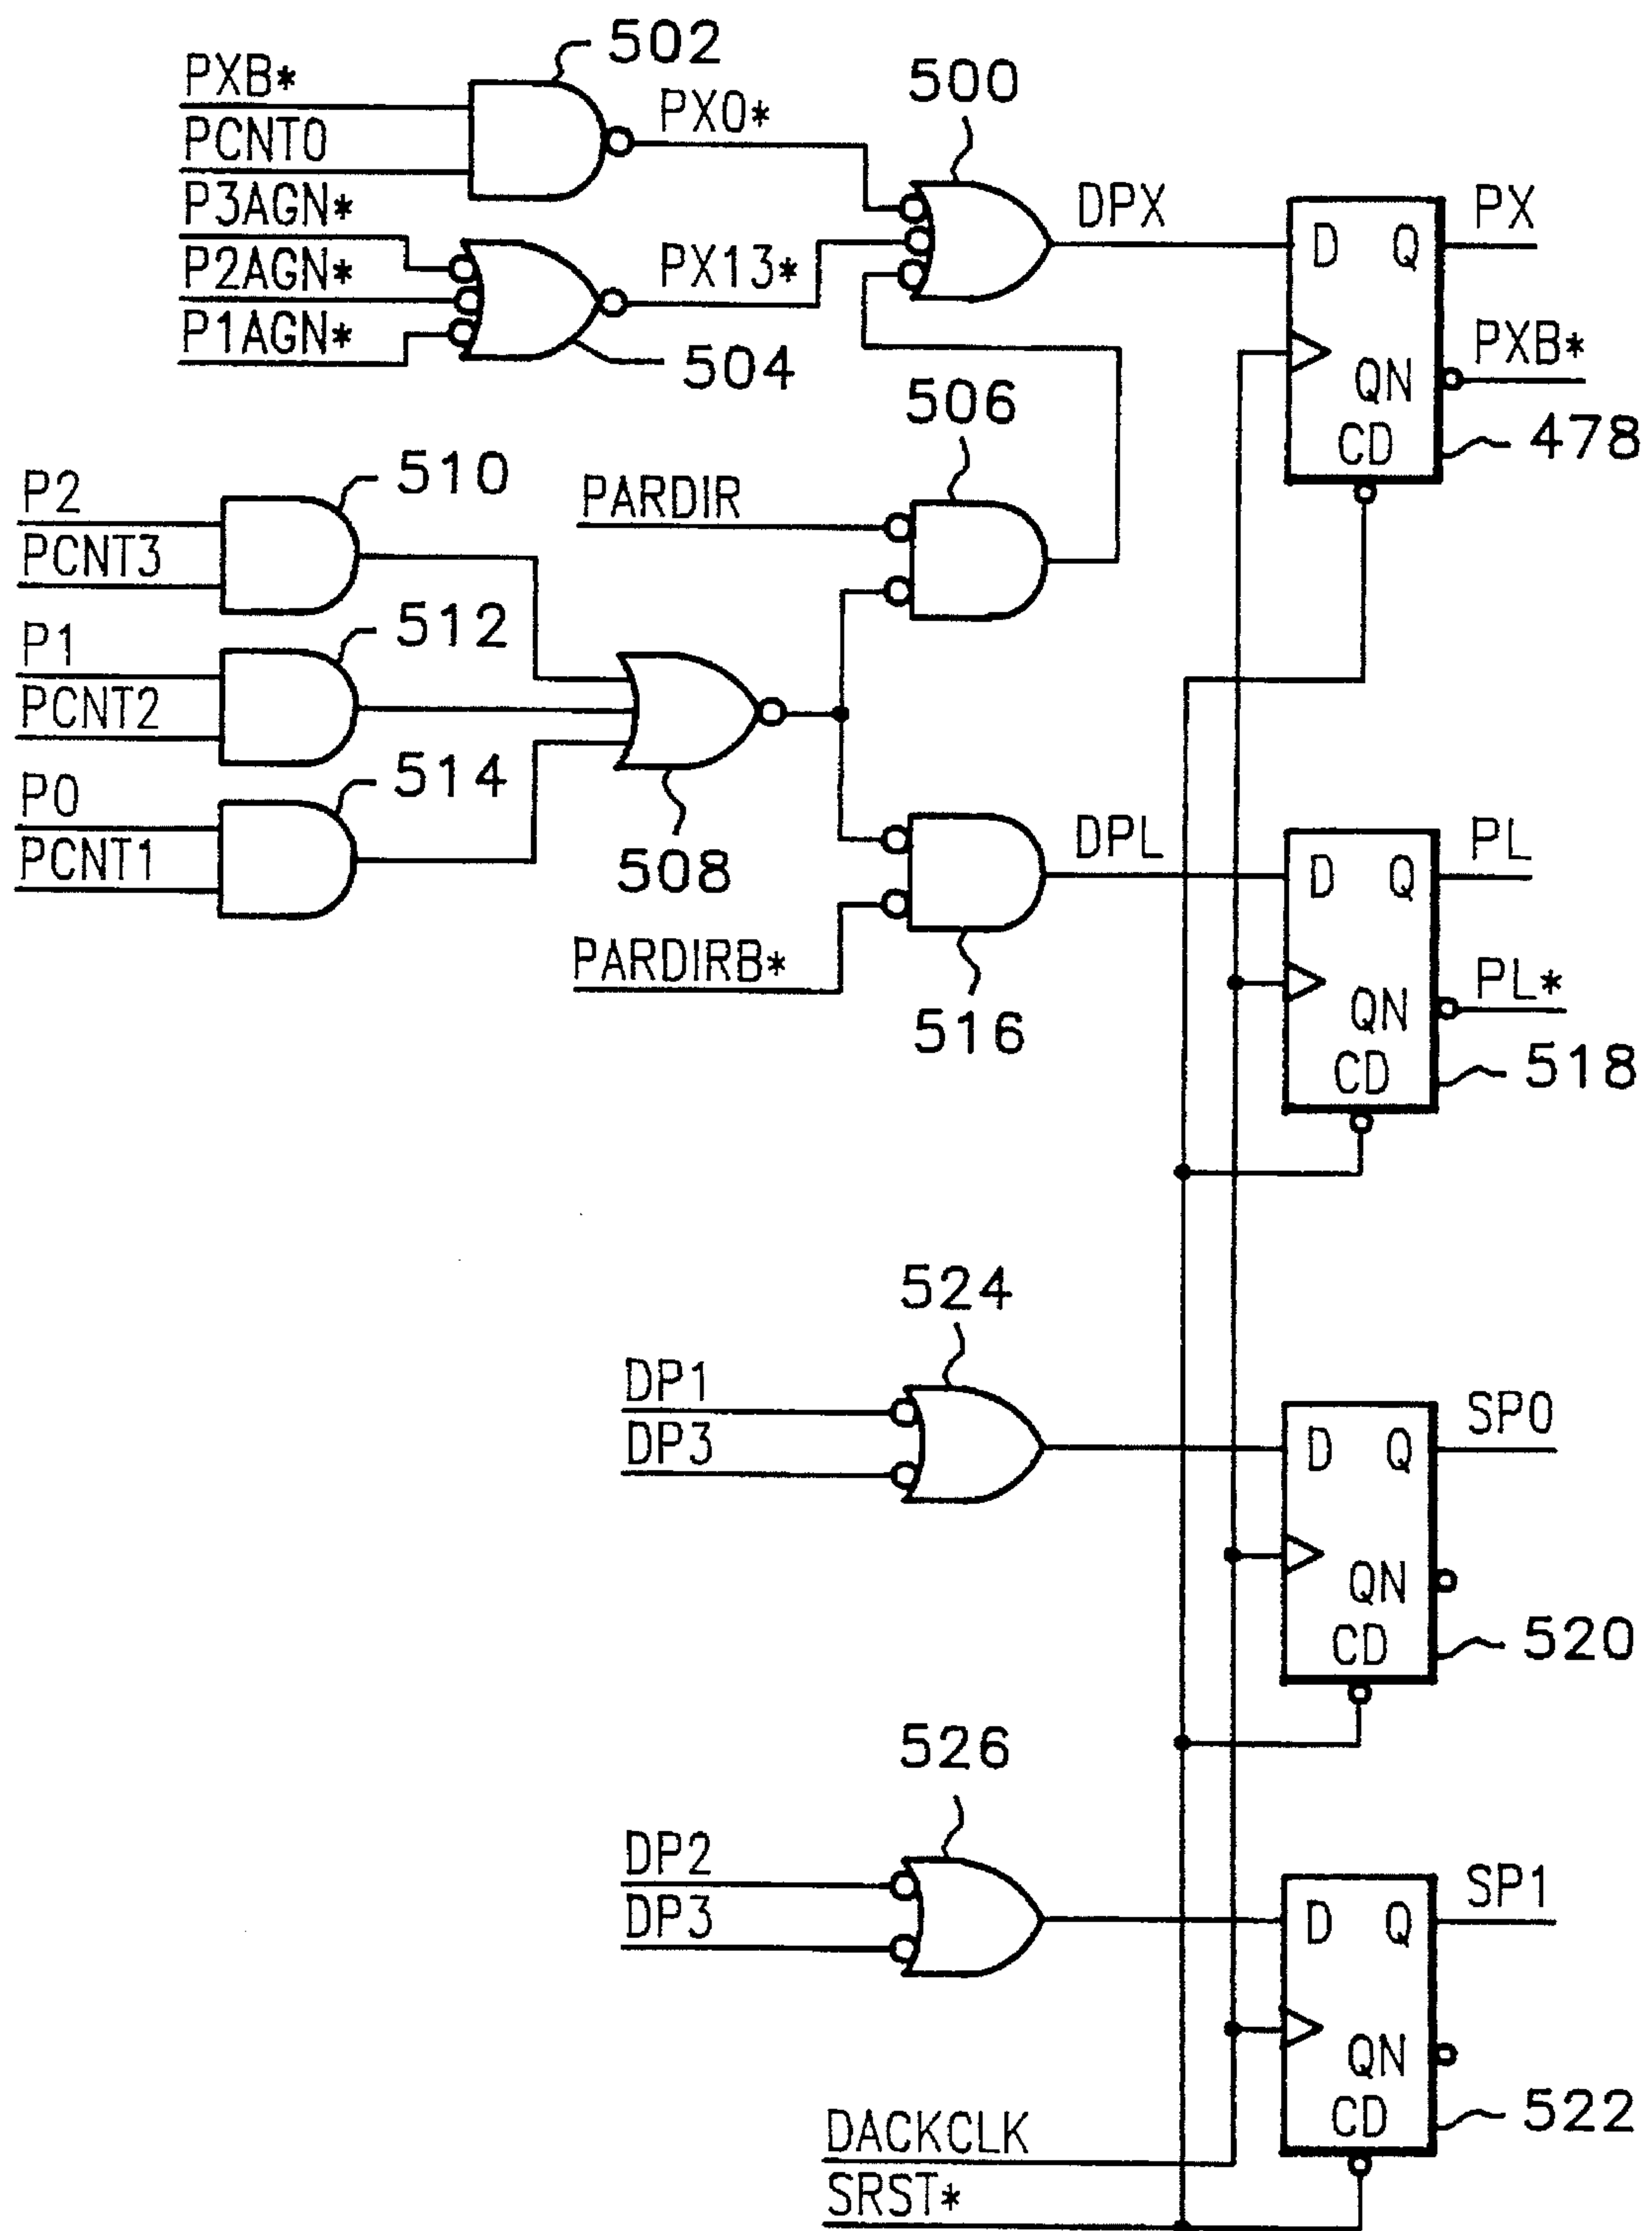 502
PXB*
PCNT0
PX0*
500
P3AGN*
P2AGN*
P1AGN*
PX13*
504
DPX
D Q
PX
QN
PXB*
CD
478
506
PARDIR
P2
PCNT3
510
P1
PCNT2
512
P0
PCNT1
514
508
PARDIRB*
516
DPL
D Q
PL
QN
PL*
CD
518
524
DP1
DP3
D Q
SP0
QN
CD
520
526
DP2
DP3
D Q
SP1
QN
CD
522
DACKCLK
SRST*